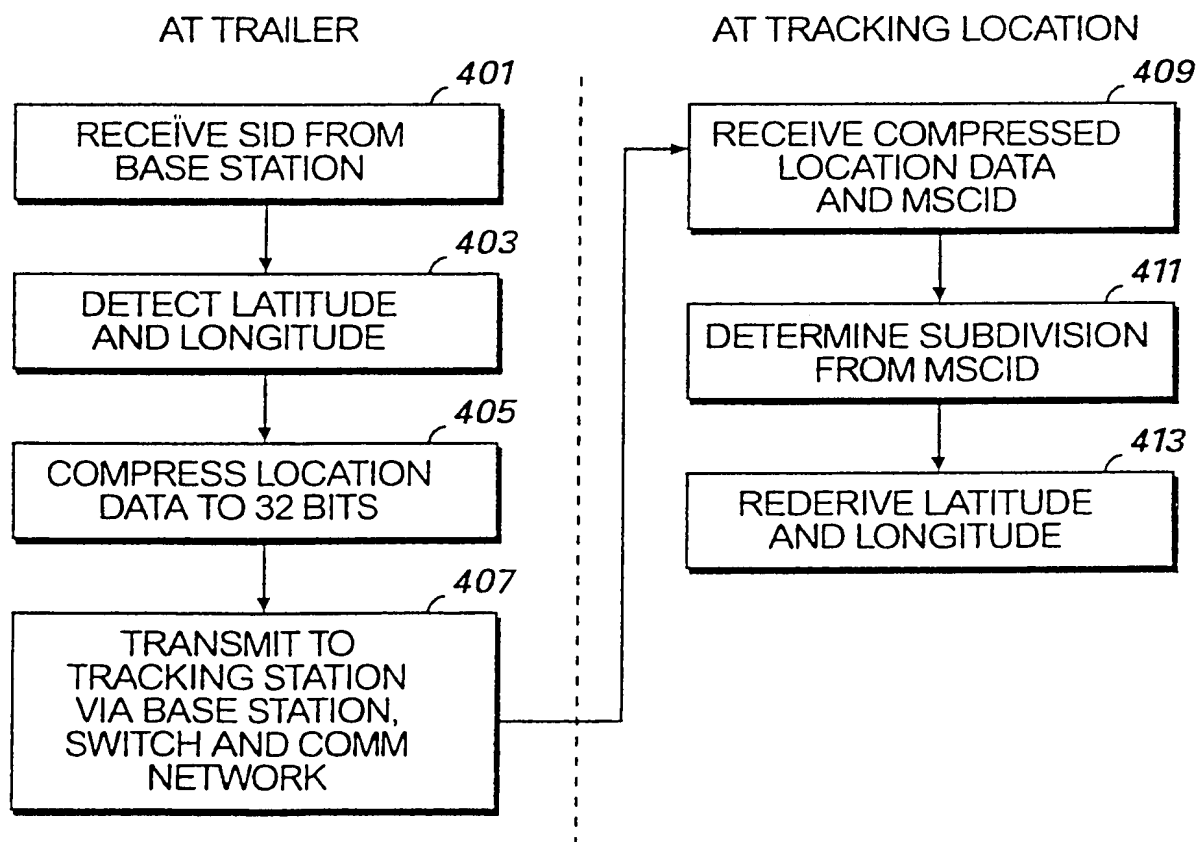 AT TRAILER
401
RECEIVE SID FROM
BASE STATION
403
DETECT LATITUDE
AND LONGITUDE
405
COMPRESS LOCATION
DATA TO 32 BITS
407
TRANSMIT TO
TRACKING STATION
VIA BASE STATION,
SWITCH AND COMM
NETWORK
AT TRACKING LOCATION
409
RECEIVE COMPRESSED
LOCATION DATA
AND MSCID
411
DETERMINE SUBDIVISION
FROM MSCID
413
REDERIVE LATITUDE
AND LONGITUDE